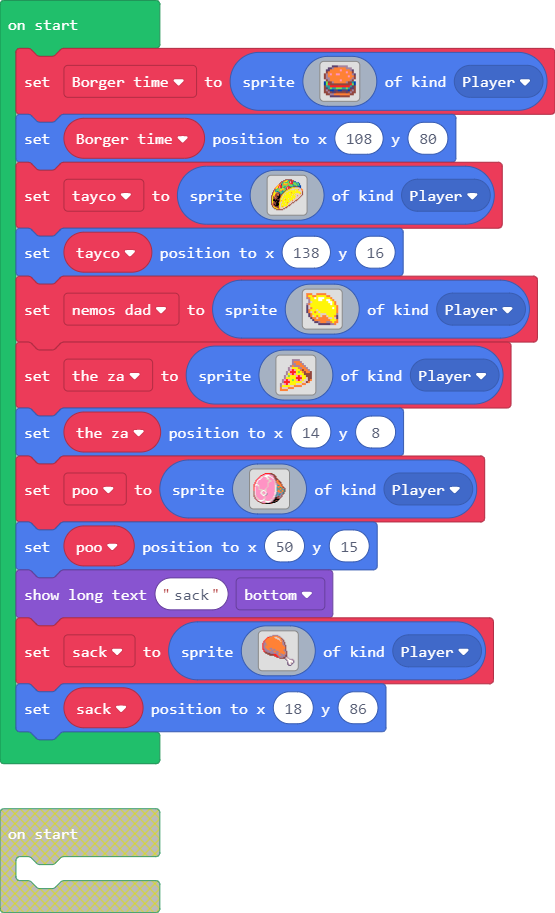 on start
set Borger time to sprite of kind Player
set Borger time position to x 108 y 80
set tayco to sprite of kind Player
set tayco position to x 138 y 16
set nemos dad to sprite of kind Player
set the za to sprite of kind Player
set the za position to x 14 y 8
set poo to sprite of kind Player
set poo position to x 50 y 15
show long text "sack" bottom
set sack to sprite of kind Player
set sack position to x 18 y 86
on start